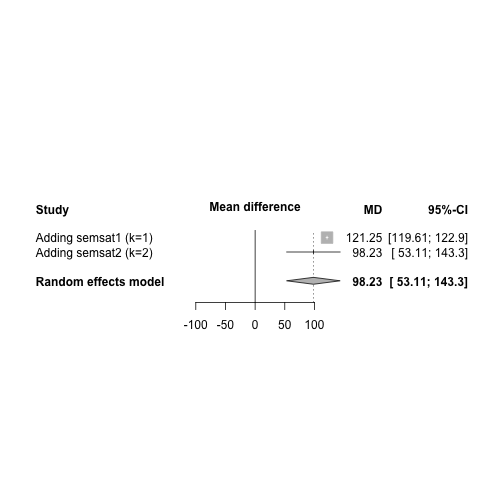 Study Mean difference MD 95%-CI
Adding semsat1 (k=1) 121.25 [119.61; 122.9]
Adding semsat2 (k=2) 98.23 [ 53.11; 143.3]
Random effects model 98.23 [ 53.11; 143.3]
-100 -50 0 50 100